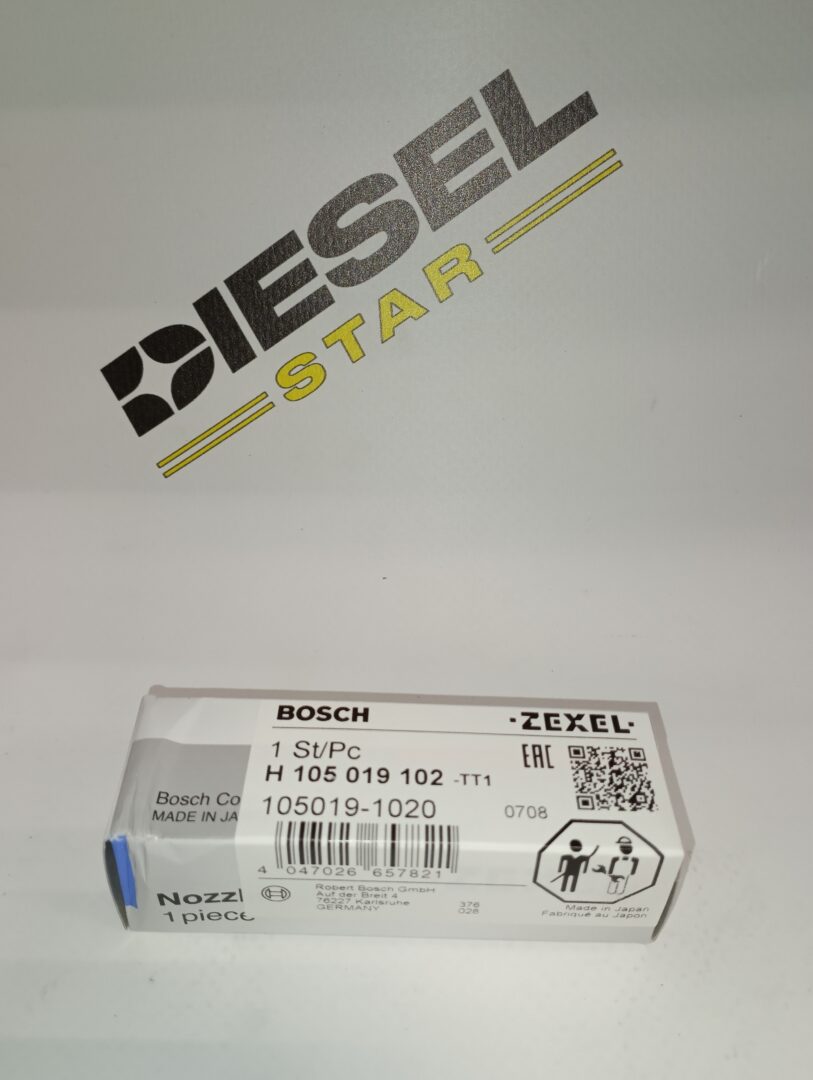 DIESEL
STAR
BOSCH
·ZEXEL·
1 St/Pc
EAC
H 105 019 102 -TT1
Bosch Co
105019-1020
0708
MADE IN JA
4 047026 657821
Nozzl
1 piece
Robert Bosch GmbH
Auf der Breit 4
76227 Karlsruhe
GERMANY
376
028
Made in Japan
Fabriqué au Japon